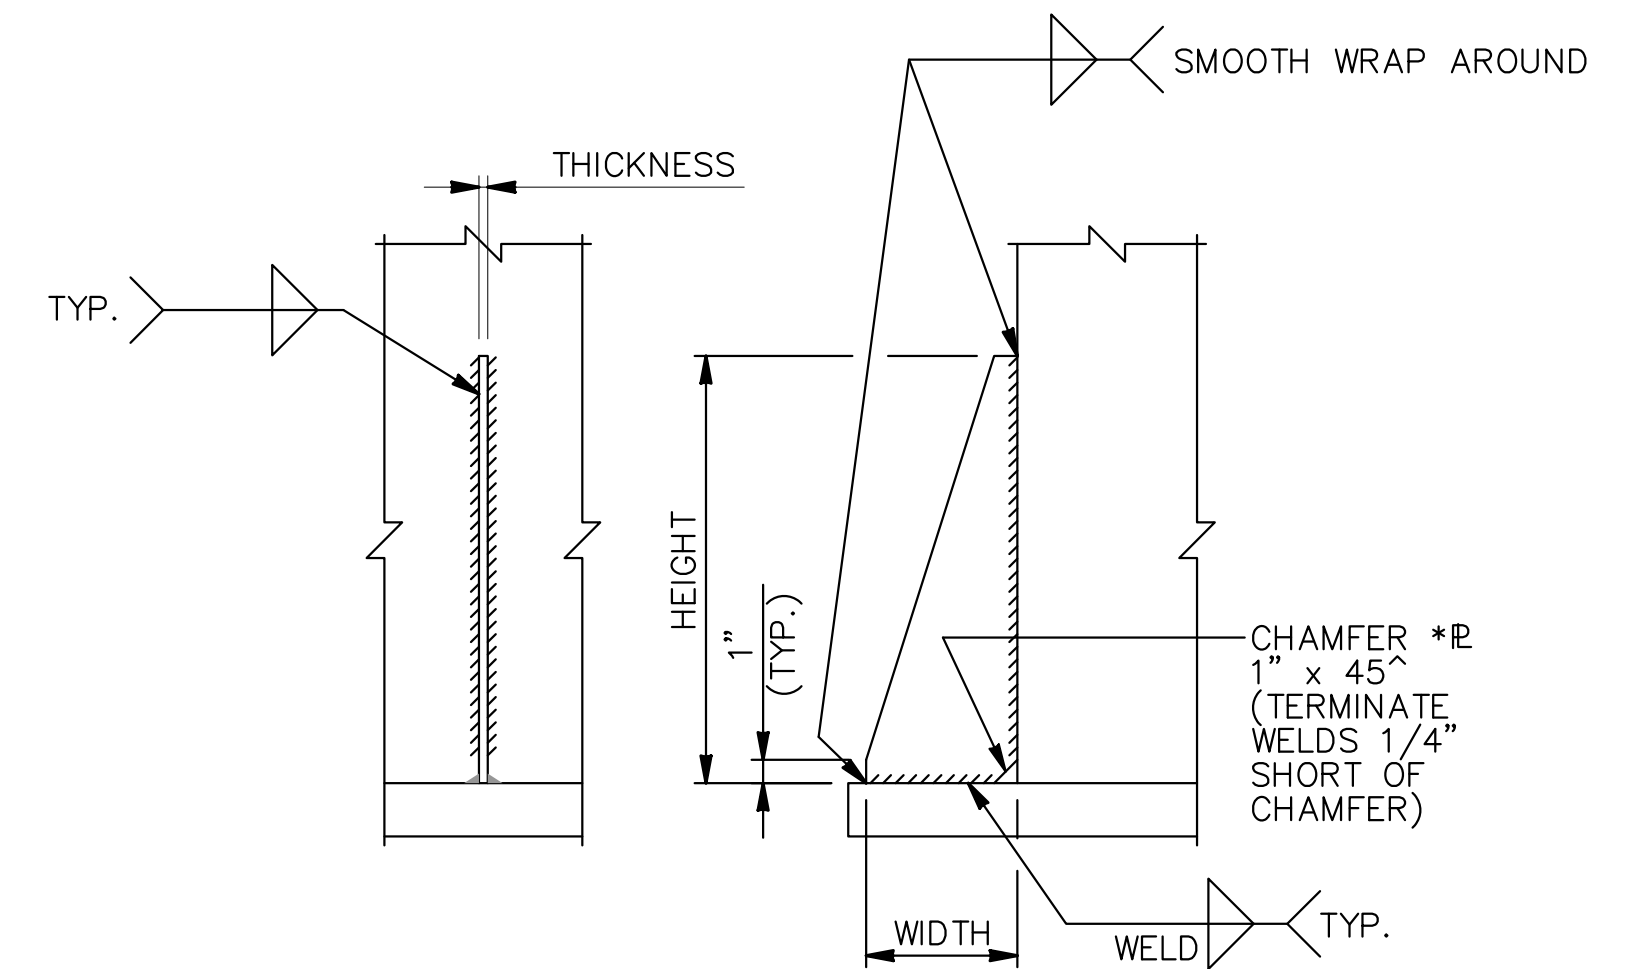 SMOOTH WRAP AROUND
THICKNESS
TYP.
HEIGHT
1”
(TYP.)
CHAMFER *℄
1” x 45^
(TERMINATE
WELDS 1/4”
SHORT OF
CHAMFER)
WIDTH
WELD
TYP.